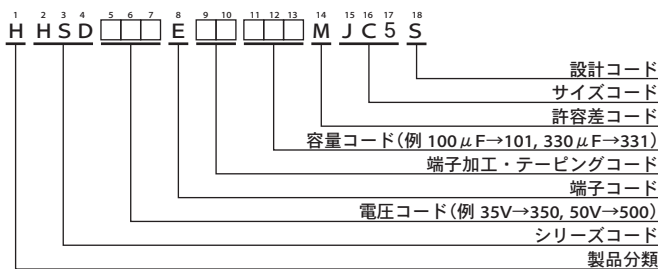 1 2 3 4 5 6 7 8 9 10 11 12 13 14 15 16 17 18
H HSD□□□E□□□□□MJC5S
設計コード
サイズコード
許容差コード
容量コード(例 100μF→101, 330μF→331)
端子加工・テーピングコード
端子コード
電圧コード(例 35V→350, 50V→500)
シリーズコード
製品分類